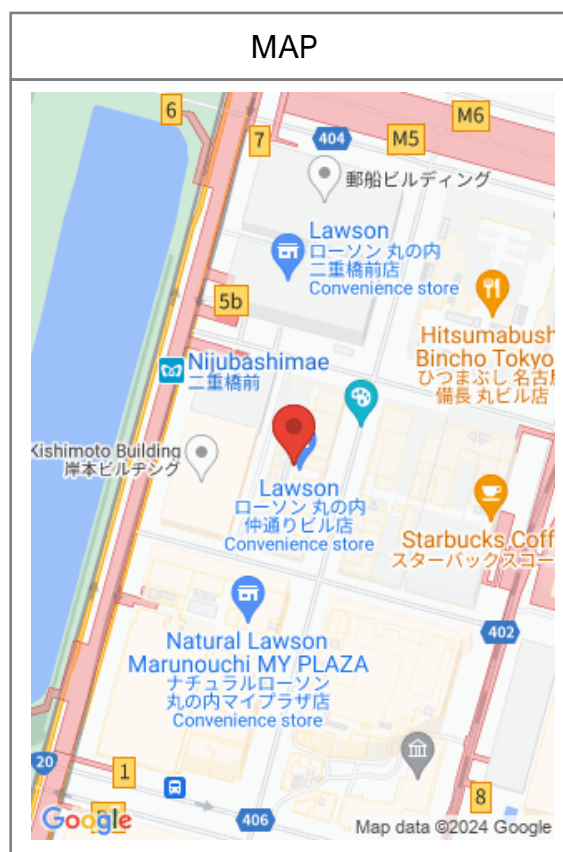 MAP
6
M6
7
404
M5
郵船ビルディング
Lawson
ローソン 丸の内
二重橋前店
Convenience store
5b
Hitsumabush
Bincho Tokyo
ひつまぶし 名古屋
備長 丸ビル店
Nijubashimae
二重橋前
Kishimoto Building
岸本ビルヂング
Lawson
ローソン 丸の内
仲通りビル店
Convenience store
Starbucks Coff
スターバックスコー
402
Natural Lawson
Marunouchi MY PLAZA
ナチュラルローソン
丸の内マイプラザ店
Convenience store
20
1
8
406
Google
Map data ©2024 Google